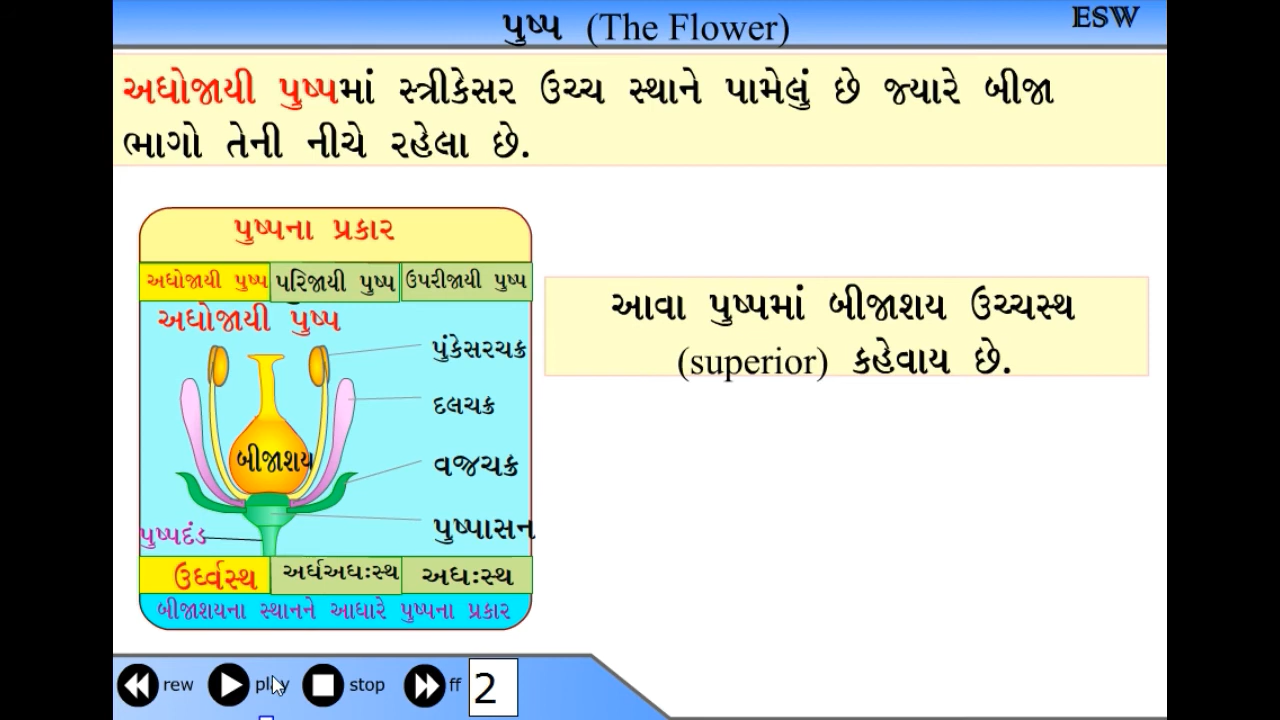 પુષ્પ (The Flower)
ESW
અધોજાયી પુષ્પમાં સ્ત્રીકેસર ઉચ્ચ સ્થાને પામેલું છે જ્યારે બીજા
ભાગો તેની નીચે રહેલા છે.
પુષ્પના પ્રકાર
અધોજાયી પુષ્પ પરિજાયી પુષ્પ ઉપરીજાયી પુષ્પ
અધોજાયી પુષ્પ
પુંકેસરચક્ર
દલચક્ર
બીજાશય
વજચક્ર
પુષ્પાસન
પુષ્પદંડ
ઉર્ધ્વસ્થ અર્ધઅધઃસ્થ અધઃસ્થ
બીજાશયના સ્થાનને આધારે પુષ્પના પ્રકાર
આવા પુષ્પમાં બીજાશય ઉચ્ચસ્થ
(superior) કહેવાય છે.
rew play stop ff 2